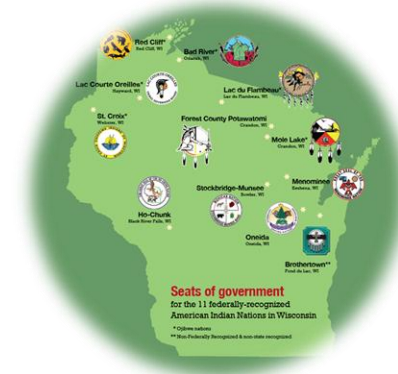 Red Cliff*
Red Cliff, WI
Bad River*
Odanah, WI
Lac Courte Oreilles*
Hayward, WI
Lac du Flambeau*
Lac du Flambeau, WI
St. Croix*
Webster, WI
Forest County Potawatomi
Crandon, WI
Mole Lake*
Crandon, WI
Menominee
Keshena, WI
Stockbridge-Munsee
Bowler, WI
Ho-Chunk
Black River Falls, WI
Oneida
Oneida, WI
Brothertown**
Fond du Lac, WI
Seats of government
for the 11 federally-recognized
American Indian Nations in Wisconsin
* Ojibwe nations
** Non-Federally Recognized & non-state recognized